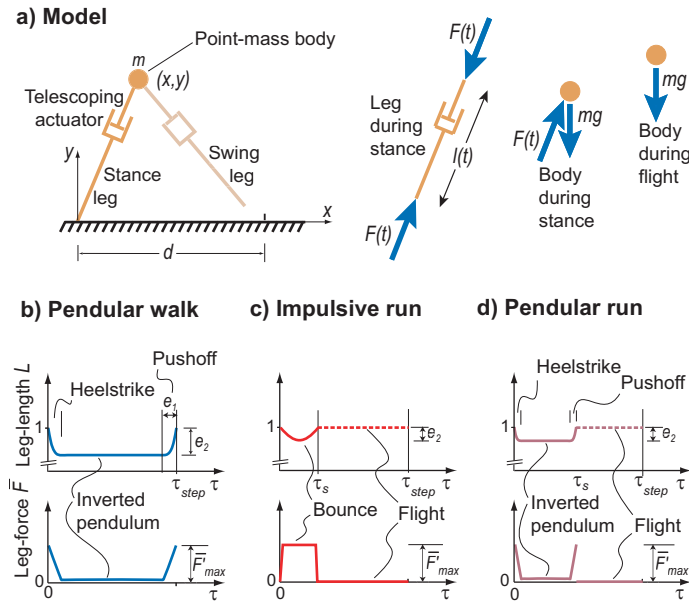 a) Model
Point-mass body
m
(x,y)
Telescoping
actuator
y
Stance
leg
Swing
leg
x
d
F(t)
Leg
during
stance
l(t)
F(t)
F(t)
mg
Body
during
stance
mg
Body
during
flight
b) Pendular walk
Pushoff
Heelstrike
e1
1
e2
Leg-length L
τstep
τ
Inverted
pendulum
Leg-force F̅
F̅'max
0
τ
c) Impulsive run
1
e2
τs
τstep
τ
Bounce
Flight
F̅'max
0
τ
d) Pendular run
Heelstrike
Pushoff
1
e2
τs
τstep
τ
Inverted
pendulum
Flight
F̅'max
0
τ